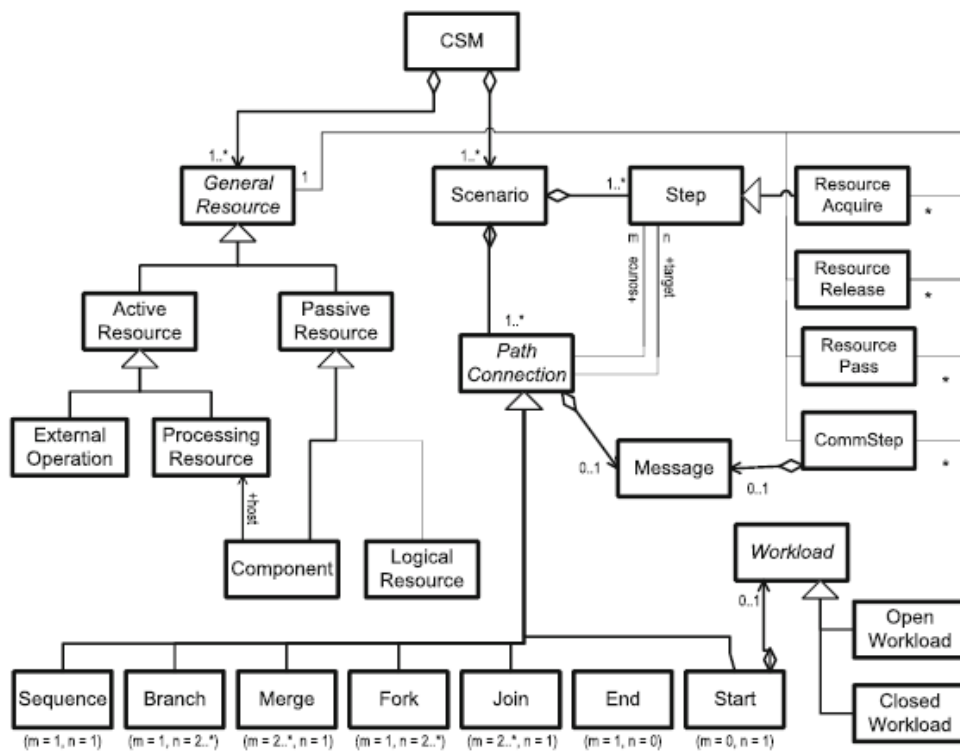 CSM
1..*
1..*
General
Resource
1
Scenario
1..*
Step
Resource
Acquire
*
m
n
+source
+target
Active
Resource
Passive
Resource
Resource
Release
*
1..*
Path
Connection
Resource
Pass
*
External
Operation
Processing
Resource
CommStep
*
0..1
Message
0..1
+host
Component
Logical
Resource
Workload
0..1
Open
Workload
Sequence
Branch
Merge
Fork
Join
End
Start
Closed
Workload
(m = 1, n = 1)
(m = 1, n = 2..*)
(m = 2..*, n = 1)
(m = 1, n = 2..*)
(m = 2..*, n = 1)
(m = 1, n = 0)
(m = 0, n = 1)